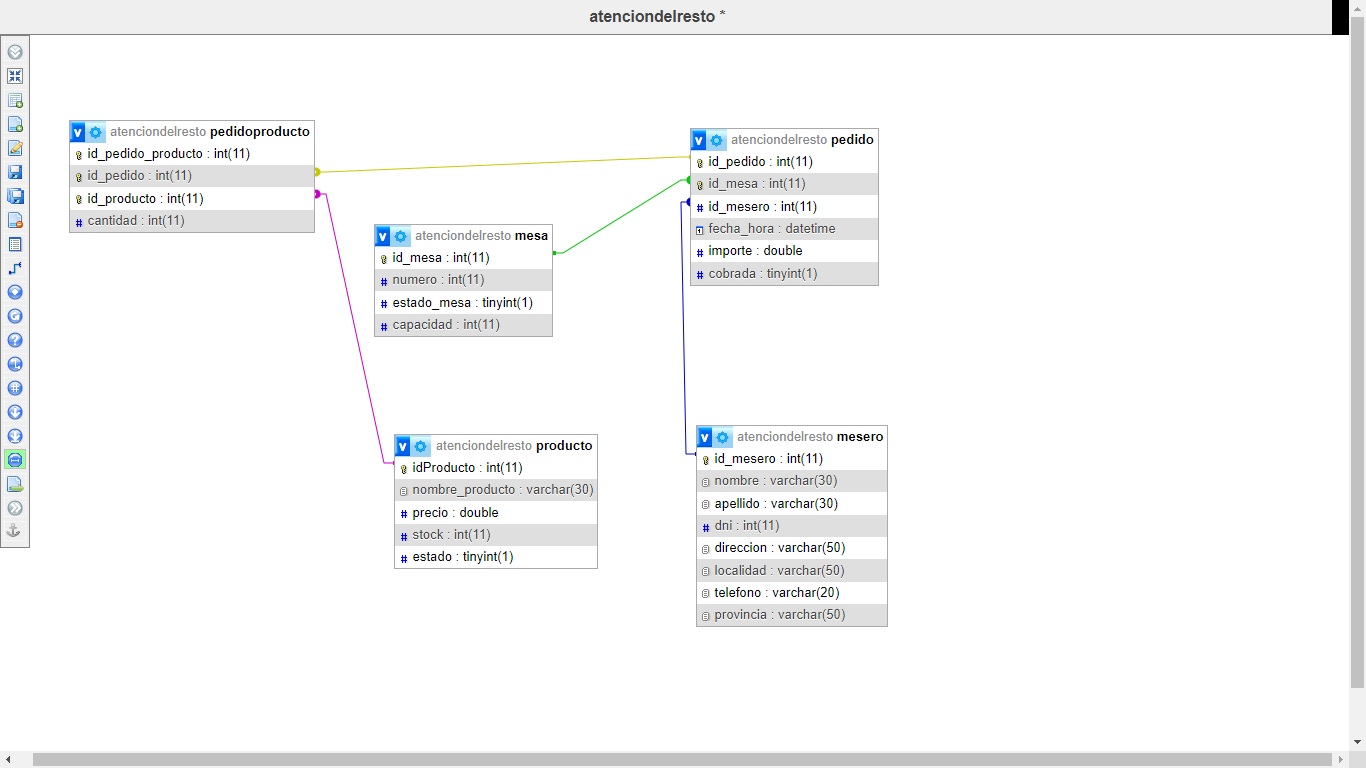 atenciondelresto *
atenciondelresto pedidoproducto
id_pedido_producto : int(11)
id_pedido : int(11)
id_producto : int(11)
# cantidad : int(11)
atenciondelresto mesa
id_mesa : int(11)
# numero : int(11)
# estado_mesa : tinyint(1)
# capacidad : int(11)
atenciondelresto pedido
id_pedido : int(11)
id_mesa : int(11)
# id_mesero : int(11)
fecha_hora : datetime
# importe : double
# cobrada : tinyint(1)
atenciondelresto producto
idProducto : int(11)
nombre_producto : varchar(30)
# precio : double
# stock : int(11)
# estado : tinyint(1)
atenciondelresto mesero
id_mesero : int(11)
nombre : varchar(30)
apellido : varchar(30)
# dni : int(11)
direccion : varchar(50)
localidad : varchar(50)
telefono : varchar(20)
provincia : varchar(50)